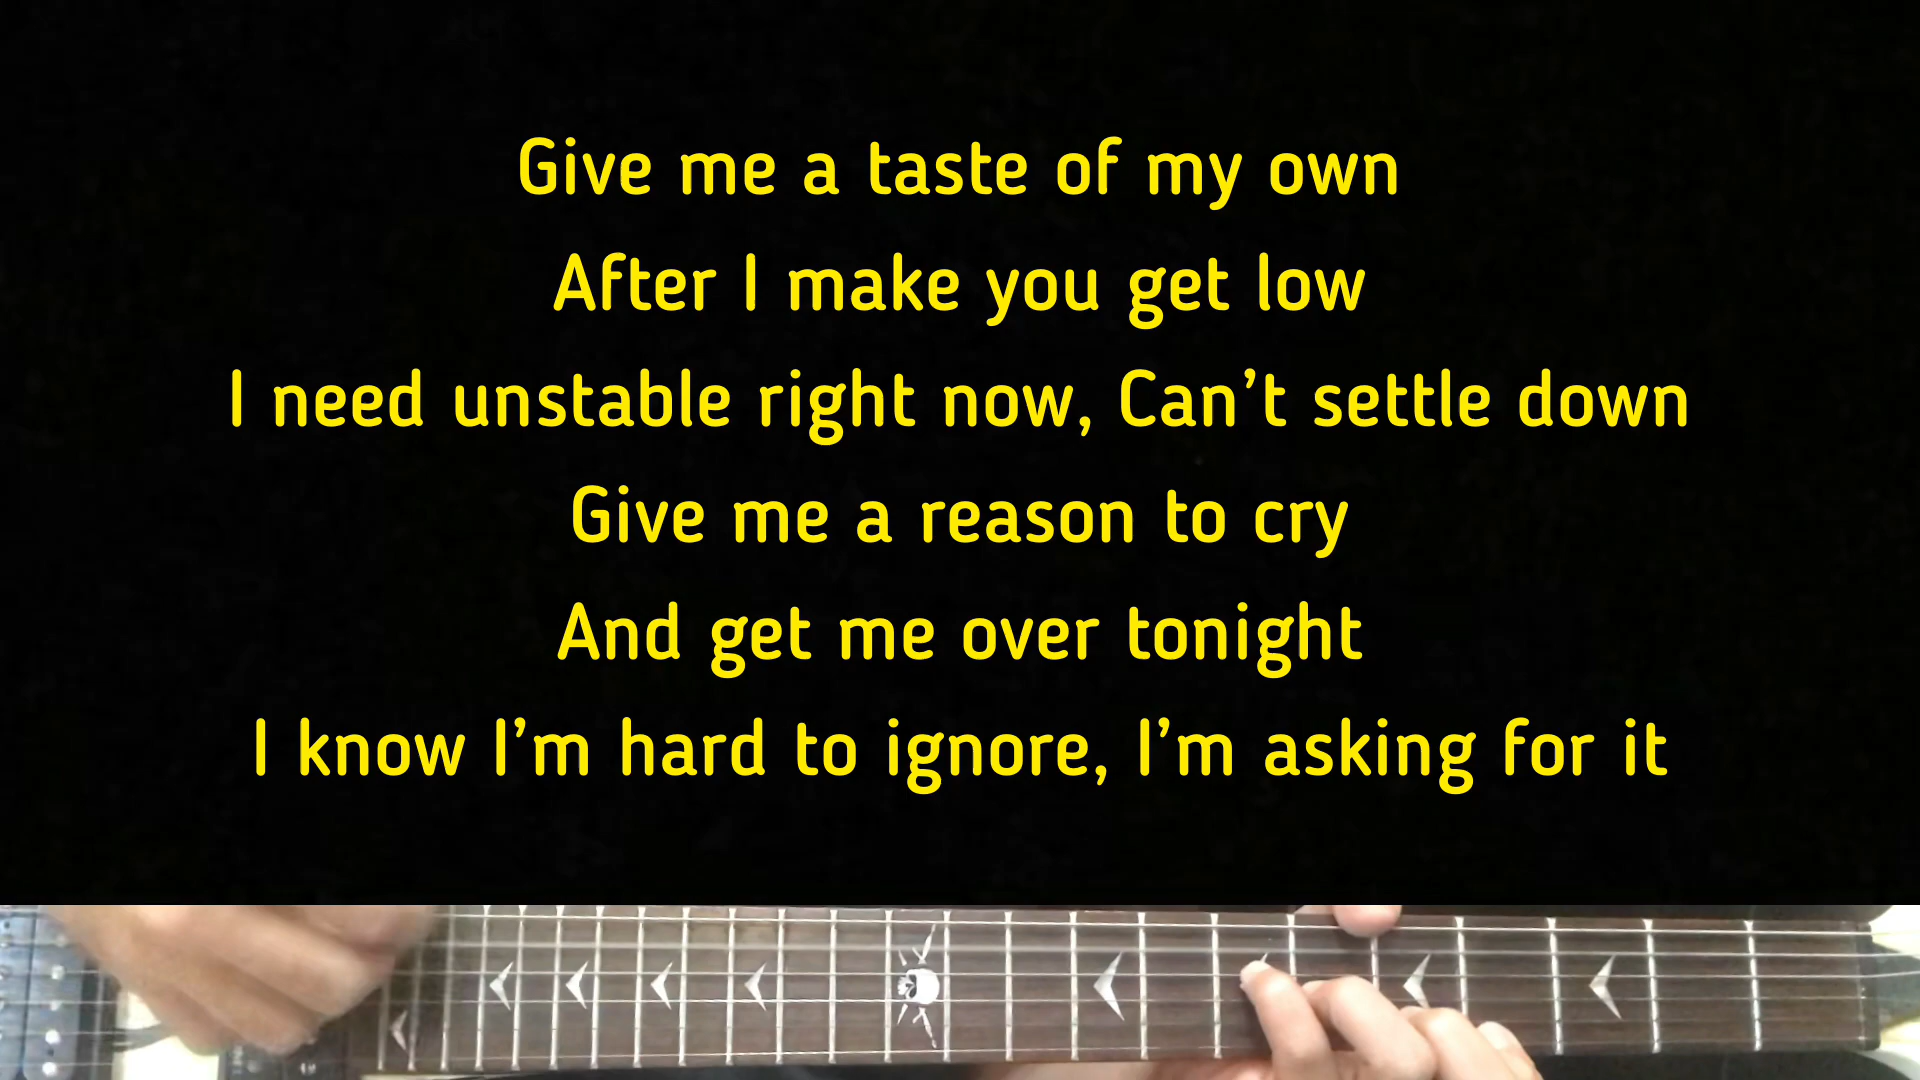 Give me a taste of my own
After I make you get low
I need unstable right now, Can’t settle down
Give me a reason to cry
And get me over tonight
I know I’m hard to ignore, I’m asking for it